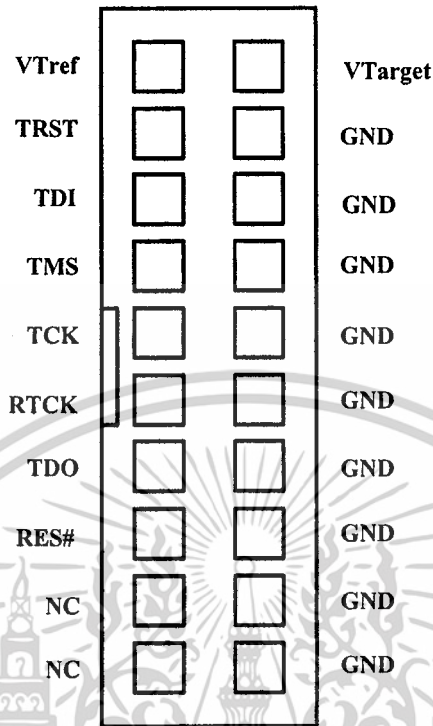 VTref VTarget
TRST GND
TDI GND
TMS GND
TCK GND
RTCK GND
TDO GND
RES# GND
NC GND
NC GND